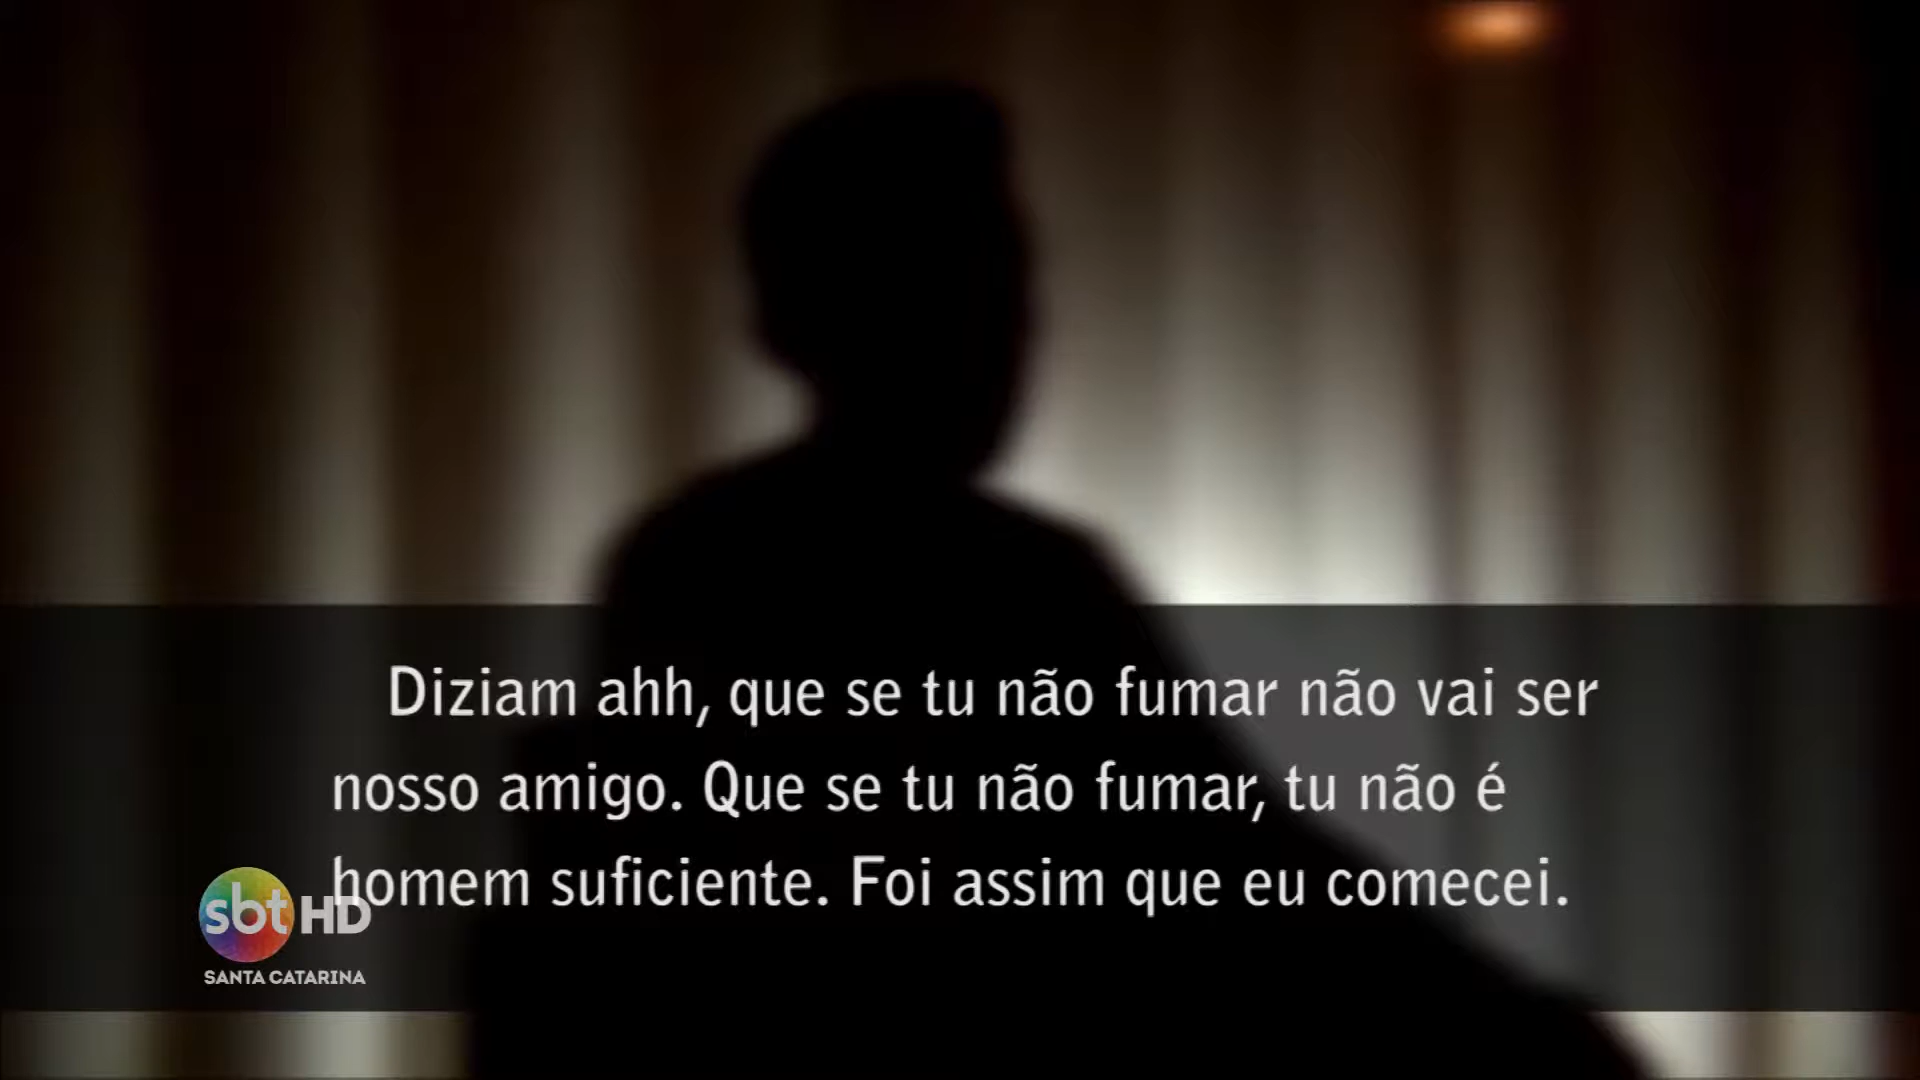 Diziam ahh, que se tu não fumar não vai ser
nosso amigo. Que se tu não fumar, tu não é
homem suficiente. Foi assim que eu comecei.
sbt HD
SANTA CATARINA